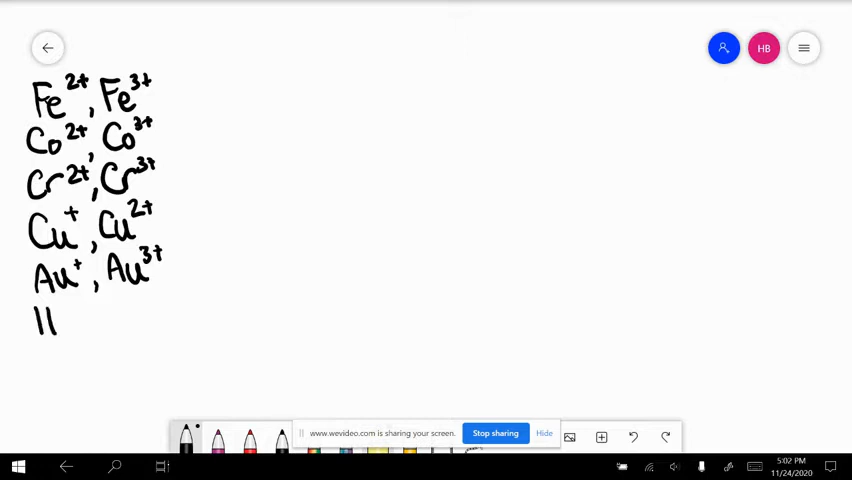 HB
Fe²⁺, Fe³⁺
Co²⁺, Co³⁺
Cr²⁺, Cr³⁺
Cu⁺, Cu²⁺
Au⁺, Au³⁺
||
www.wevideo.com is sharing your screen. Stop sharing Hide
5:02 PM
11/24/2020